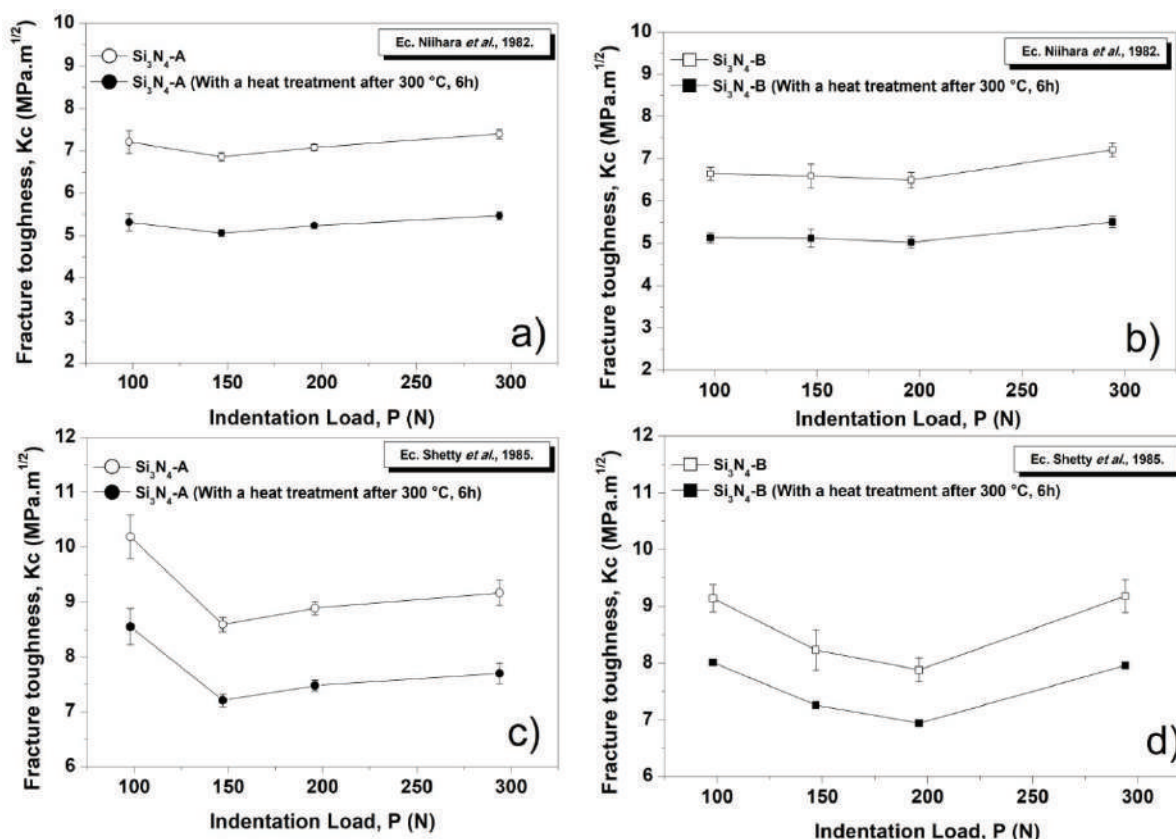 Fracture toughness, Kc (MPa.m^1/2)
10
9
8
7
6
5
4
3
2
Ec. Niihara et al., 1982.
Si₃N₄-A
Si₃N₄-A (With a heat treatment after 300 °C, 6h)
a)
100
150
200
250
300
Indentation Load, P (N)
Fracture toughness, Kc (MPa.m^1/2)
10
9
8
7
6
5
4
3
2
Ec. Niihara et al., 1982.
Si₃N₄-B
Si₃N₄-B (With a heat treatment after 300 °C, 6h)
b)
100
150
200
250
300
Indentation Load, P (N)
Fracture toughness, Kc (MPa.m^1/2)
12
11
10
9
8
7
6
Ec. Shetty et al., 1985.
Si₃N₄-A
Si₃N₄-A (With a heat treatment after 300 °C, 6h)
c)
100
150
200
250
300
Indentation Load, P (N)
Fracture toughness, Kc (MPa.m^1/2)
12
11
10
9
8
7
6
Ec. Shetty et al., 1985.
Si₃N₄-B
Si₃N₄-B (With a heat treatment after 300 °C, 6h)
d)
100
150
200
250
300
Indentation Load, P (N)